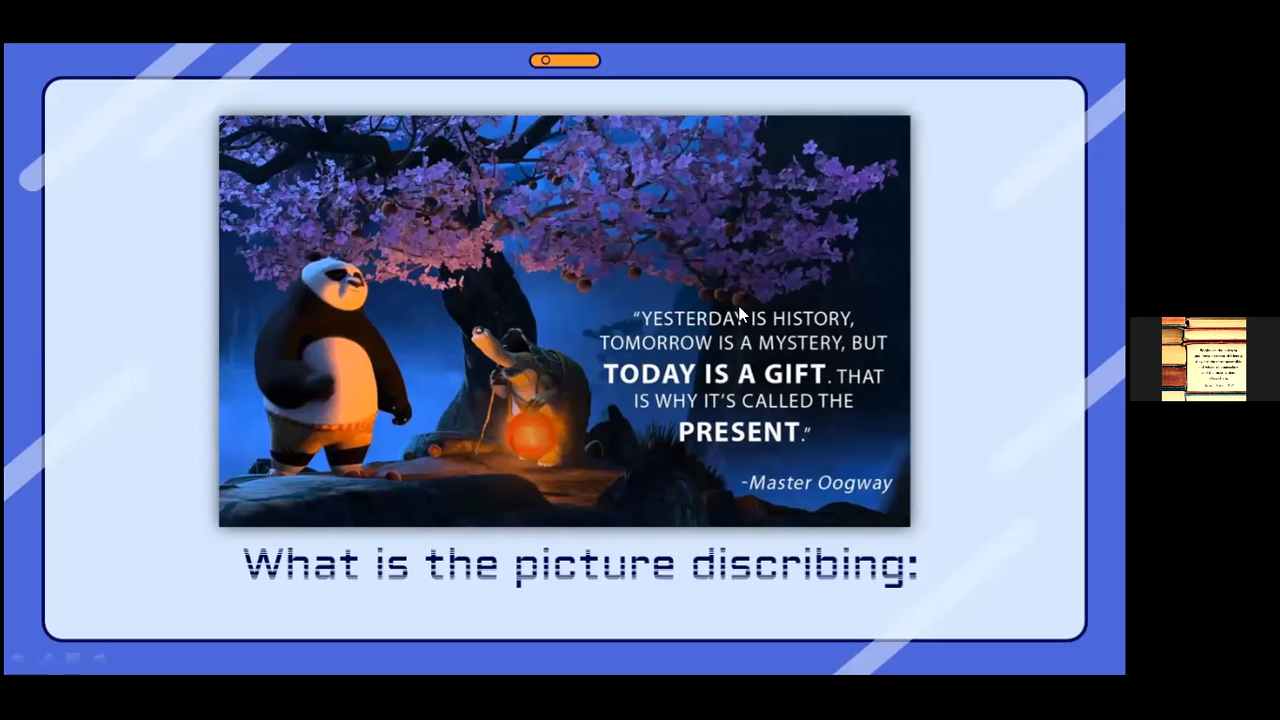 “YESTERDAY IS HISTORY,
TOMORROW IS A MYSTERY, BUT
TODAY IS A GIFT. THAT
IS WHY IT’S CALLED THE
PRESENT.”
-Master Oogway
What is the picture discribing: